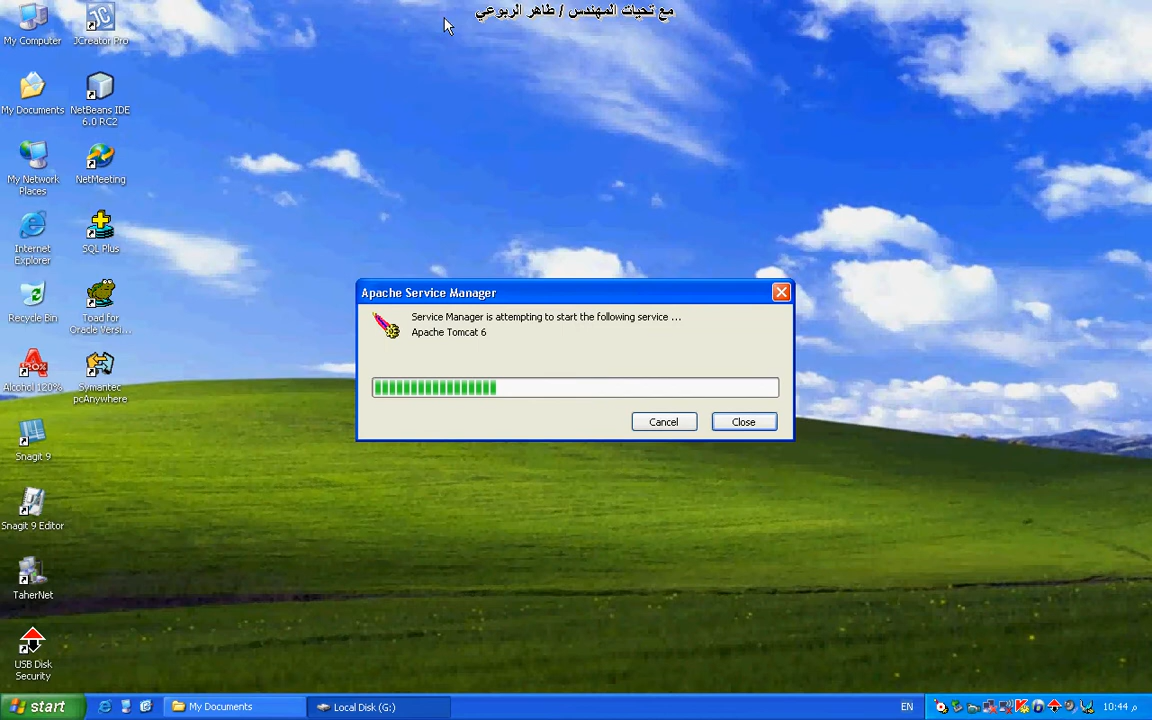 مع تحيات المهندس / طاهر الربوعي
My Computer
JCreator Pro
My Documents
NetBeans IDE
6.0 RC2
My Network
Places
NetMeeting
Internet
Explorer
SQL Plus
Recycle Bin
Toad for
Oracle Versi...
Alcohol 120%
Symantec
pcAnywhere
Snagit 9
Snagit 9 Editor
TaherNet
USB Disk
Security
Apache Service Manager
Service Manager is attempting to start the following service ...
Apache Tomcat 6
Cancel
Close
start
My Documents
Local Disk (G:)
EN
10:44 م